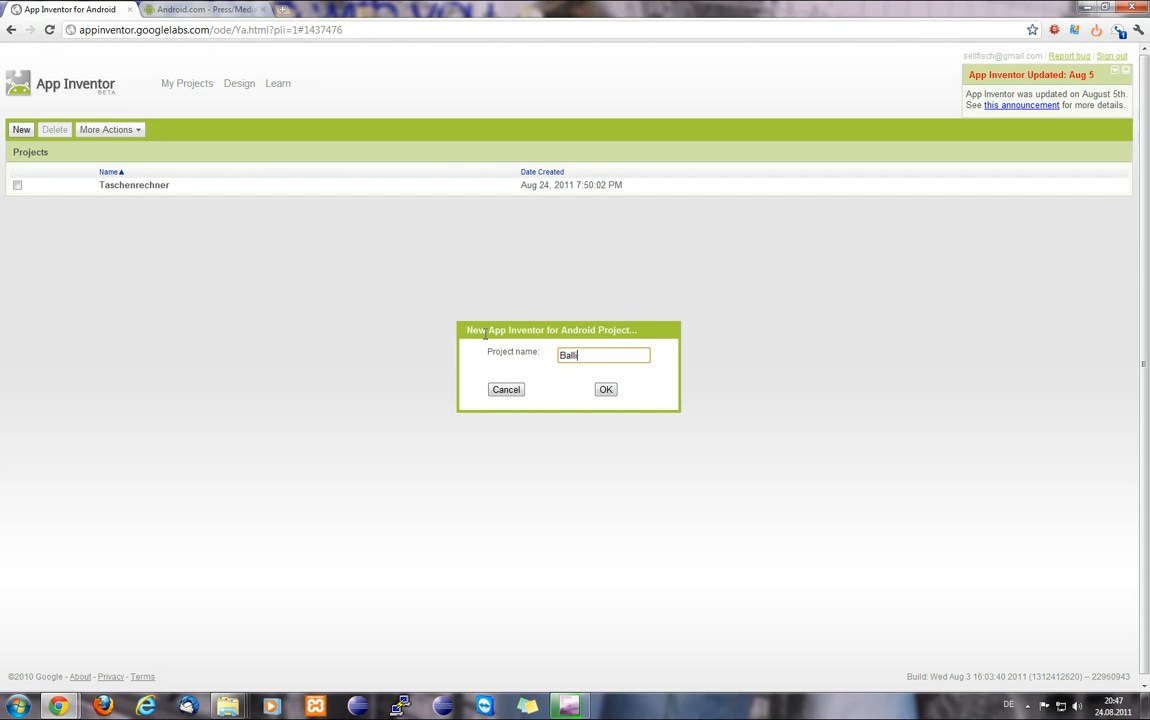 App Inventor for Android
Android.com - Press/Medi
appinventor.googlelabs.com/ode/Ya.html?pli=1#1437476
sellfisch@gmail.com | Report bug | Sign out
App Inventor
BETA
My Projects
Design
Learn
App Inventor Updated: Aug 5
App Inventor was updated on August 5th.
See this announcement for more details.
New
Delete
More Actions
Projects
Name
Date Created
Taschenrechner
Aug 24, 2011 7:50:02 PM
New App Inventor for Android Project...
Project name:
Balli
Cancel
OK
©2010 Google - About - Privacy - Terms
Build: Wed Aug 3 16:03:40 2011 (1312412620) -- 22960943
DE
20:47
24.08.2011